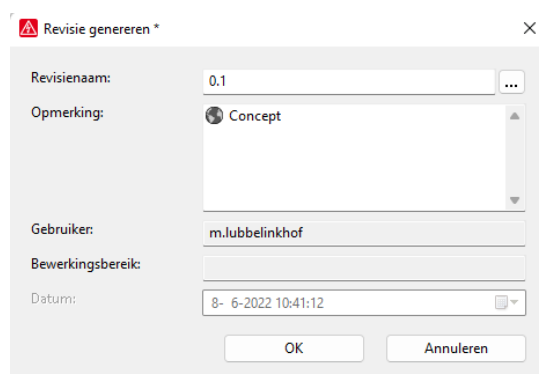 Revisie genereren *
Revisienaam: 0.1 ...
Opmerking: Concept
Gebruiker: m.lubbelinkhof
Bewerkingsbereik:
Datum: 8- 6-2022 10:41:12
OK Annuleren